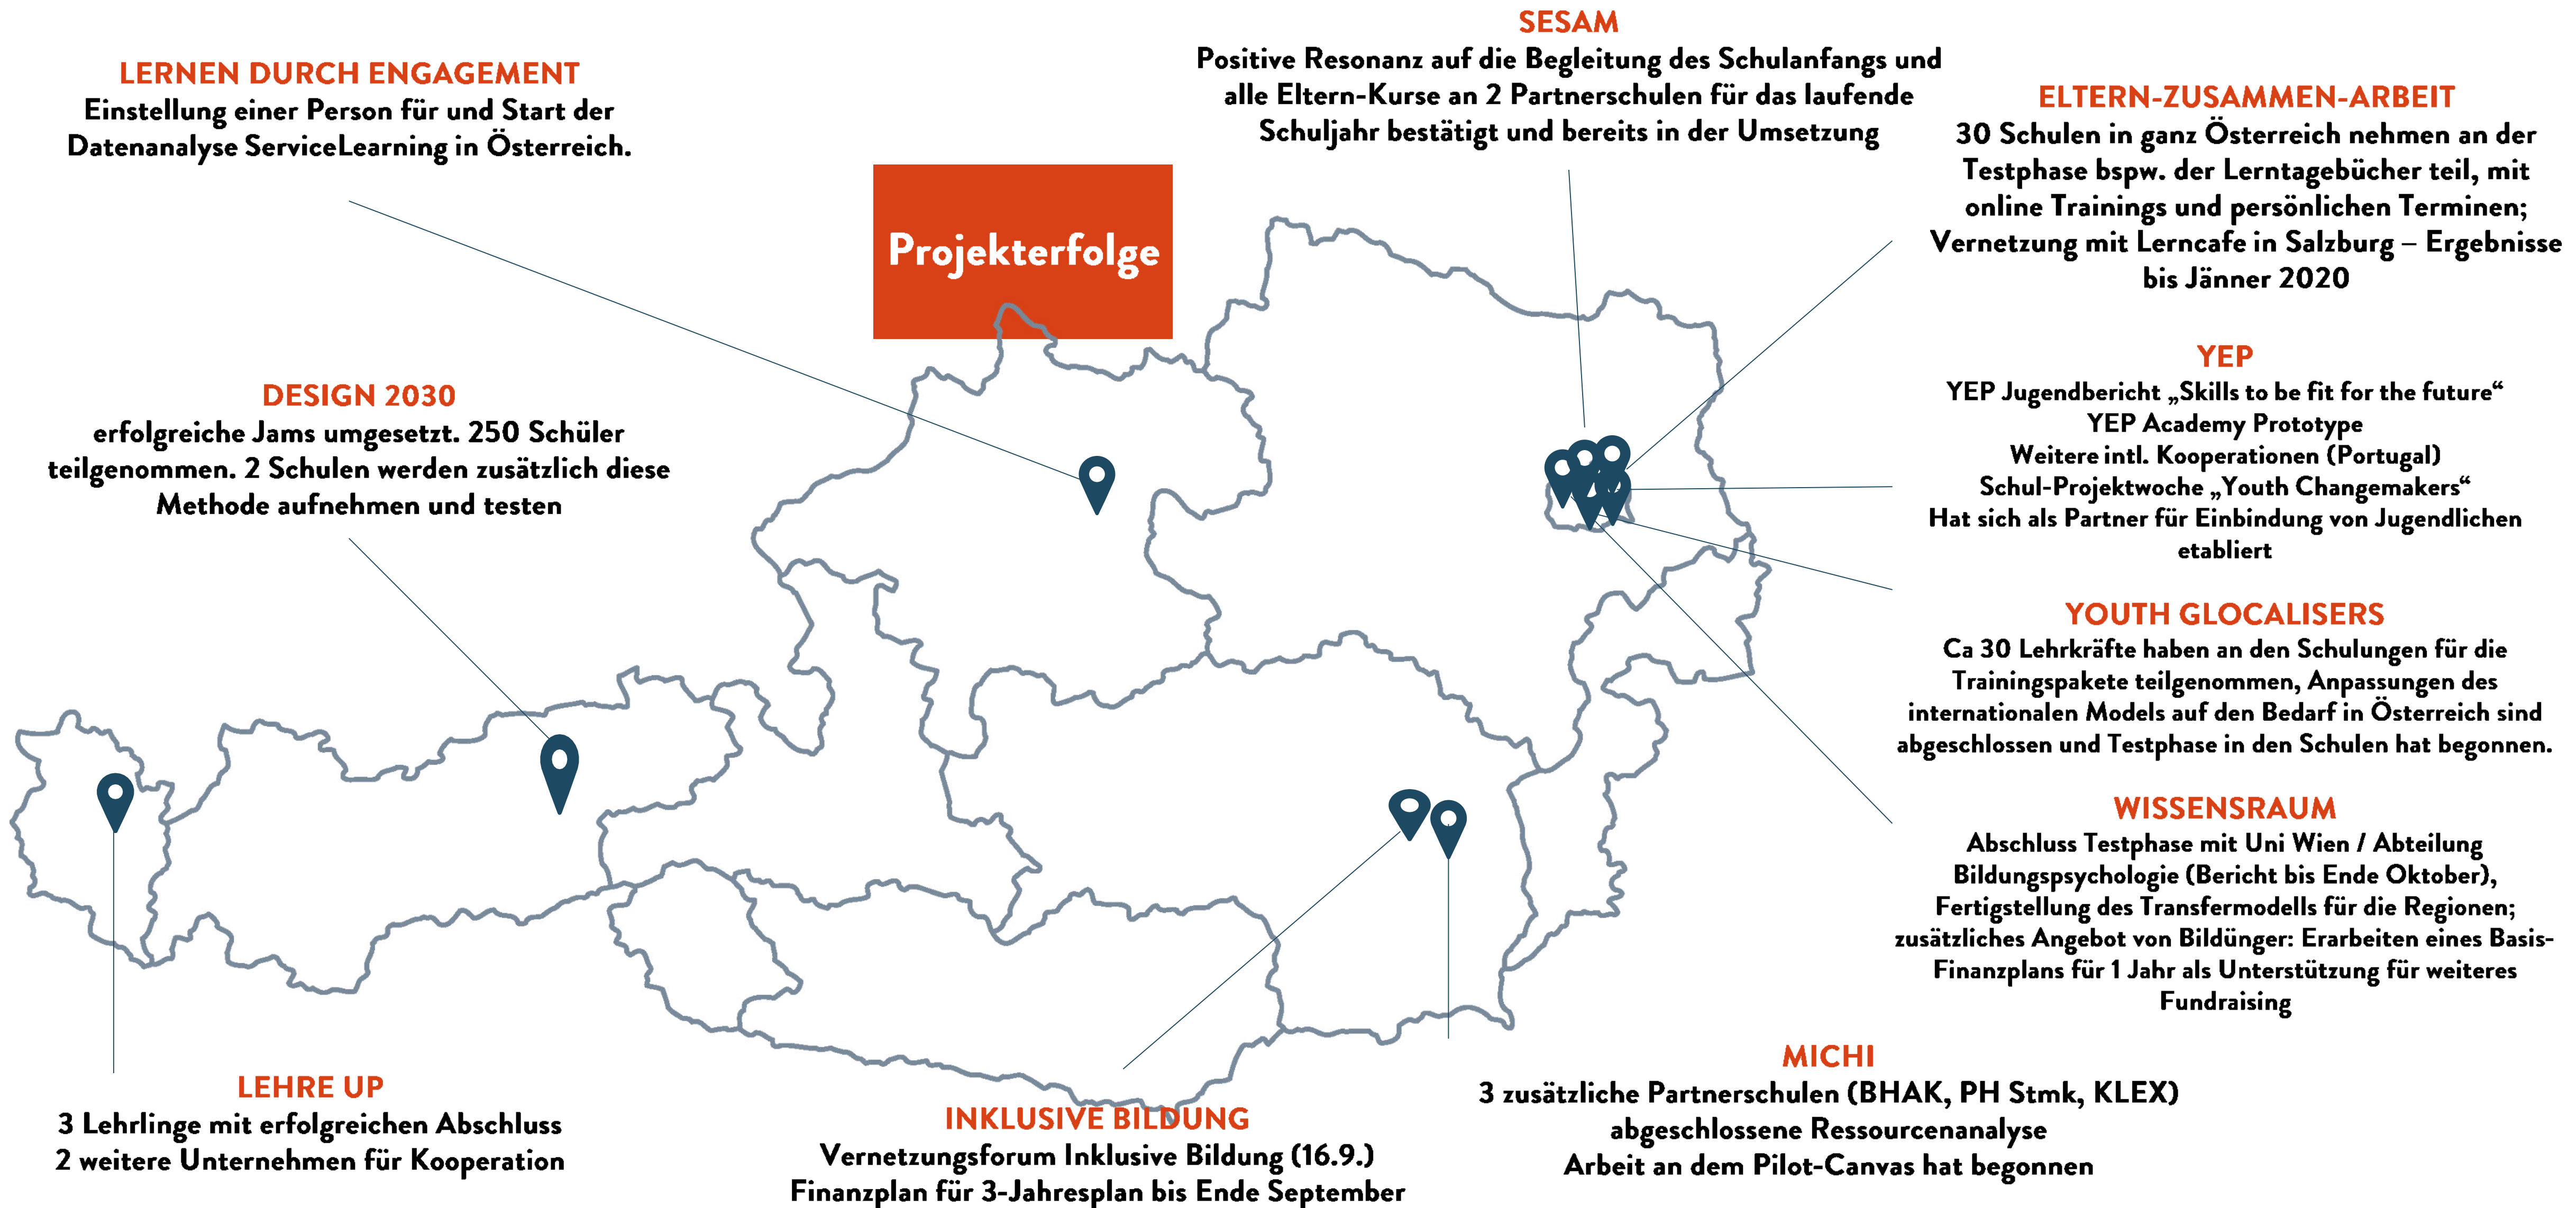 Projekterfolge
LERNEN DURCH ENGAGEMENT
Einstellung einer Person für und Start der
Datenanalyse ServiceLearning in Österreich.
SESAM
Positive Resonanz auf die Begleitung des Schulanfangs und
alle Eltern-Kurse an 2 Partnerschulen für das laufende
Schuljahr bestätigt und bereits in der Umsetzung
ELTERN-ZUSAMMEN-ARBEIT
30 Schulen in ganz Österreich nehmen an der
Testphase bspw. der Lerntagebücher teil, mit
online Trainings und persönlichen Terminen;
Vernetzung mit Lerncafe in Salzburg – Ergebnisse
bis Jänner 2020
DESIGN 2030
erfolgreiche Jams umgesetzt. 250 Schüler
teilgenommen. 2 Schulen werden zusätzlich diese
Methode aufnehmen und testen
YEP
YEP Jugendbericht „Skills to be fit for the future“
YEP Academy Prototype
Weitere intl. Kooperationen (Portugal)
Schul-Projektwoche „Youth Changemakers“
Hat sich als Partner für Einbindung von Jugendlichen
etabliert
YOUTH GLOCALISERS
Ca 30 Lehrkräfte haben an den Schulungen für die
Trainingspakete teilgenommen, Anpassungen des
internationalen Models auf den Bedarf in Österreich sind
abgeschlossen und Testphase in den Schulen hat begonnen.
WISSENSRAUM
Abschluss Testphase mit Uni Wien / Abteilung
Bildungspsychologie (Bericht bis Ende Oktober),
Fertigstellung des Transfermodells für die Regionen;
zusätzliches Angebot von Bildünger: Erarbeiten eines Basis-
Finanzplans für 1 Jahr als Unterstützung für weiteres
Fundraising
LEHRE UP
3 Lehrlinge mit erfolgreichen Abschluss
2 weitere Unternehmen für Kooperation
INKLUSIVE BILDUNG
Vernetzungsforum Inklusive Bildung (16.9.)
Finanzplan für 3-Jahresplan bis Ende September
MICHI
3 zusätzliche Partnerschulen (BHAK, PH Stmk, KLEX)
abgeschlossene Ressourcenanalyse
Arbeit an dem Pilot-Canvas hat begonnen